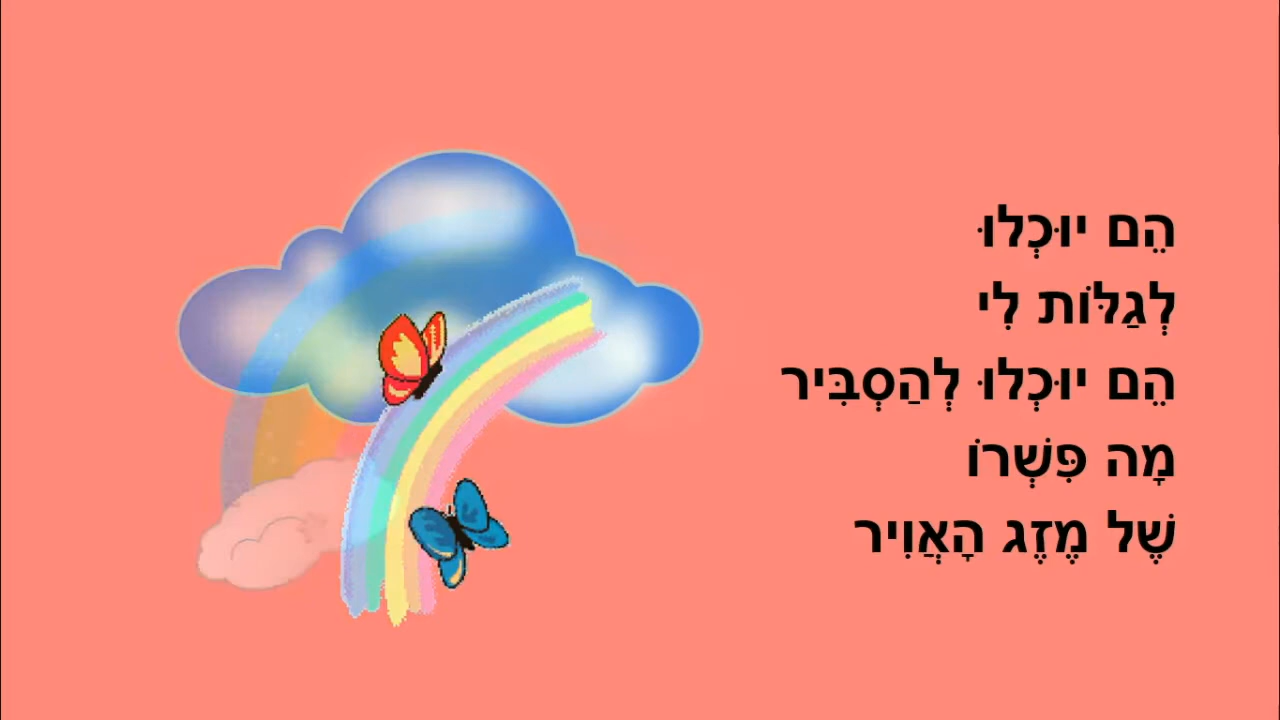 הֵם יוּכְלוּ
לְגַלּוֹת לִי
הֵם יוּכְלוּ לְהַסְבִּיר
מָה פִּשְׁרוֹ
שֶׁל מֶזֶג הָאֲוִיר